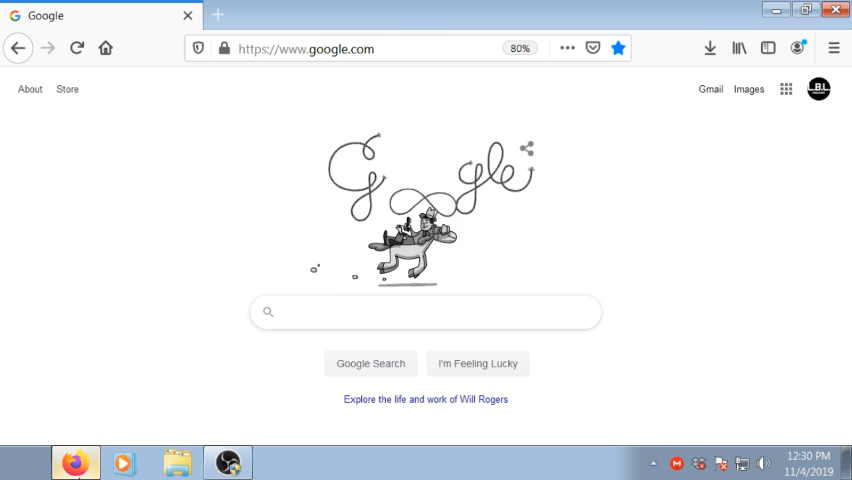 Google
https://www.google.com
80%
About
Store
Gmail
Images
L.B.L
Google
Google Search
I'm Feeling Lucky
Explore the life and work of Will Rogers
12:30 PM
11/4/2019